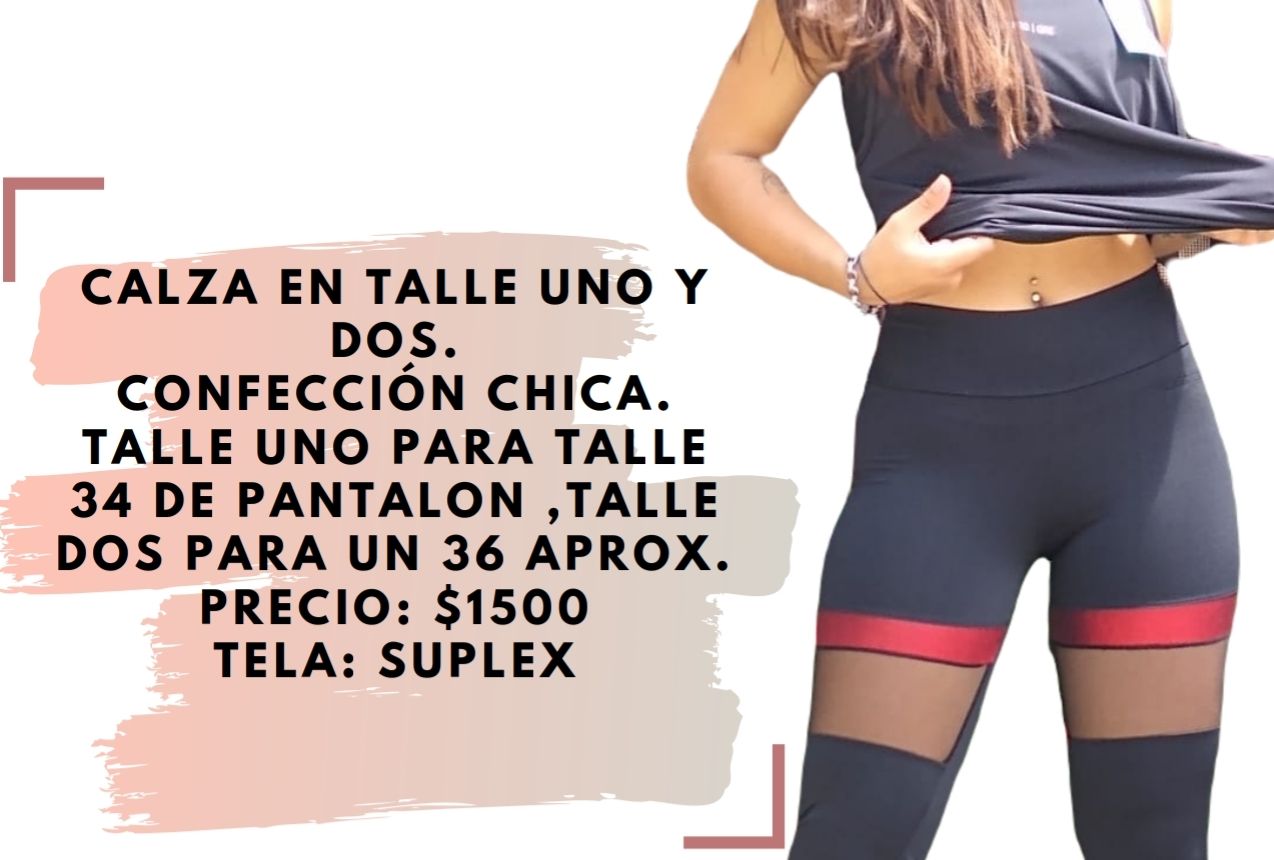 CALZA EN TALLE UNO Y
DOS.
CONFECCIÓN CHICA.
TALLE UNO PARA TALLE
34 DE PANTALON ,TALLE
DOS PARA UN 36 APROX.
PRECIO: $1500
TELA: SUPLEX